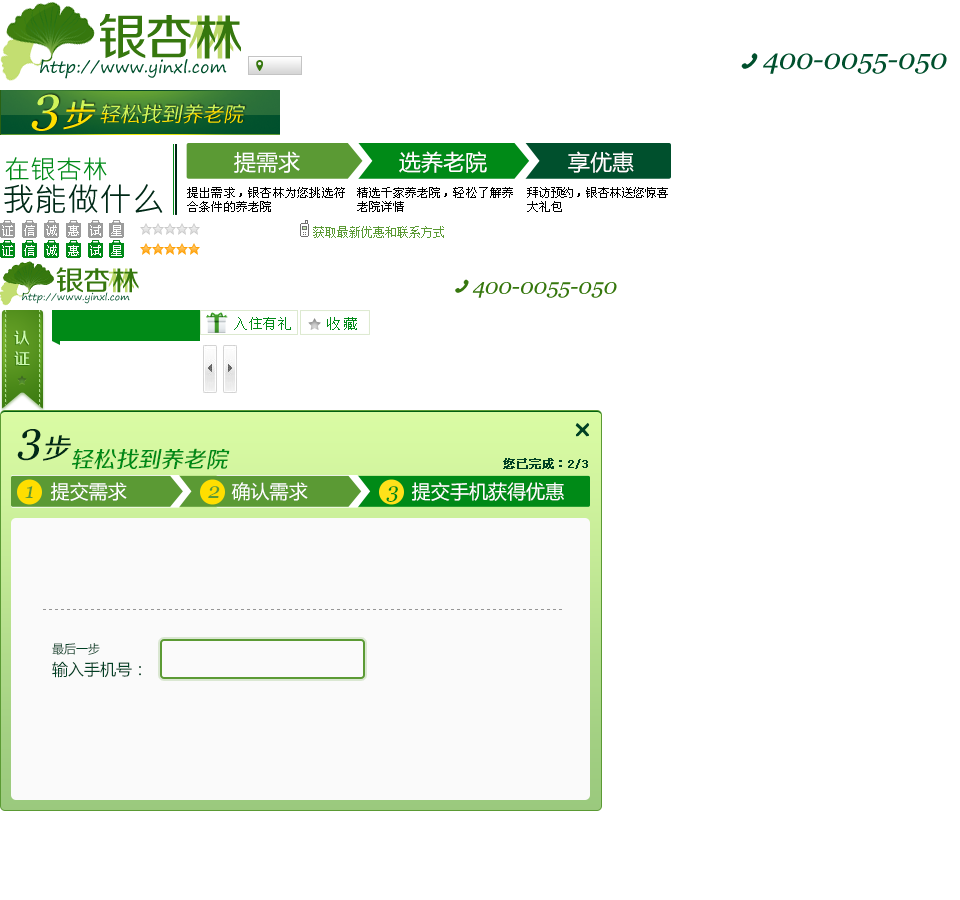 银杏林
http://www.yinxl.com
400-0055-050
3步 轻松找到养老院
在银杏林
我能做什么
提需求 选养老院 享优惠
提出需求，银杏林为您挑选符
合条件的养老院
精选千家养老院，轻松了解养
老院详情
拜访预约，银杏林送您惊喜
大礼包
证 信 诚 惠 试 星
获取最新优惠和联系方式
证 信 诚 惠 试 星
银杏林
http://www.yinxl.com
400-0055-050
认
证
入住有礼 收藏
3步 轻松找到养老院
您已完成：2/3
1 提交需求 2 确认需求 3 提交手机获得优惠
最后一步
输入手机号：